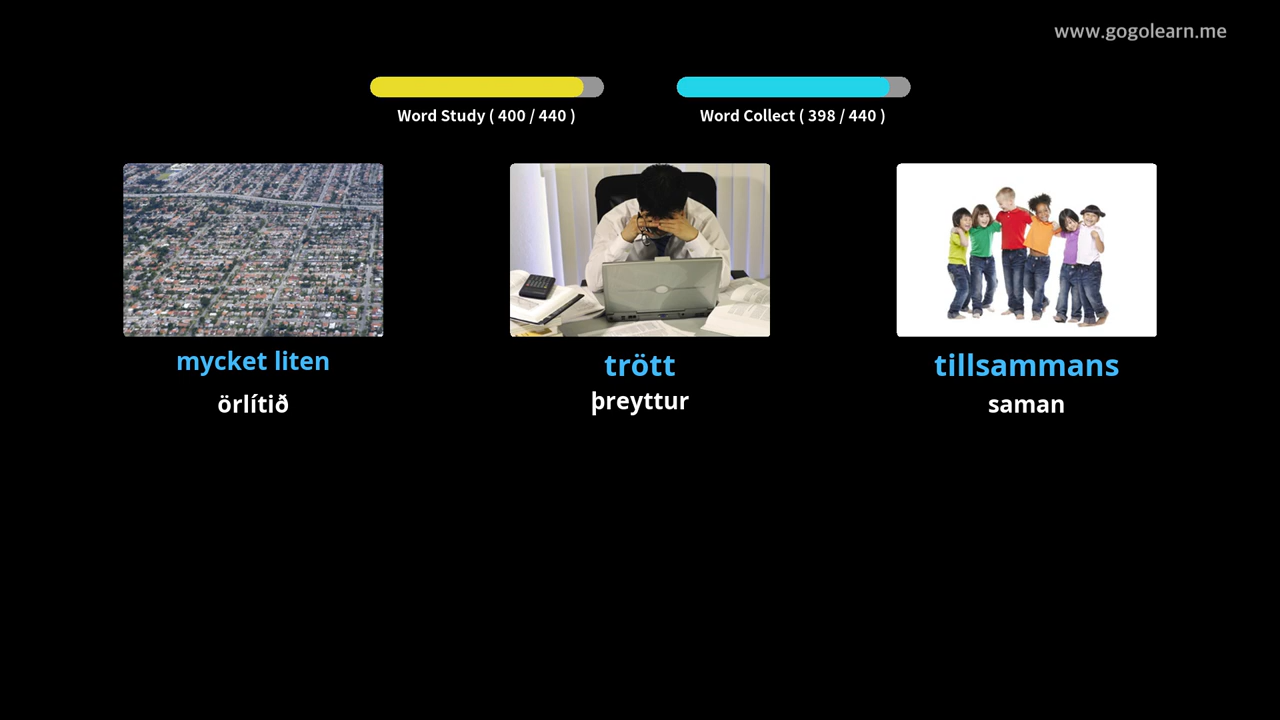 www.gogolearn.me
Word Study ( 400 / 440 )
Word Collect ( 398 / 440 )
mycket liten
trött
tillsammans
örlítið
þreyttur
saman